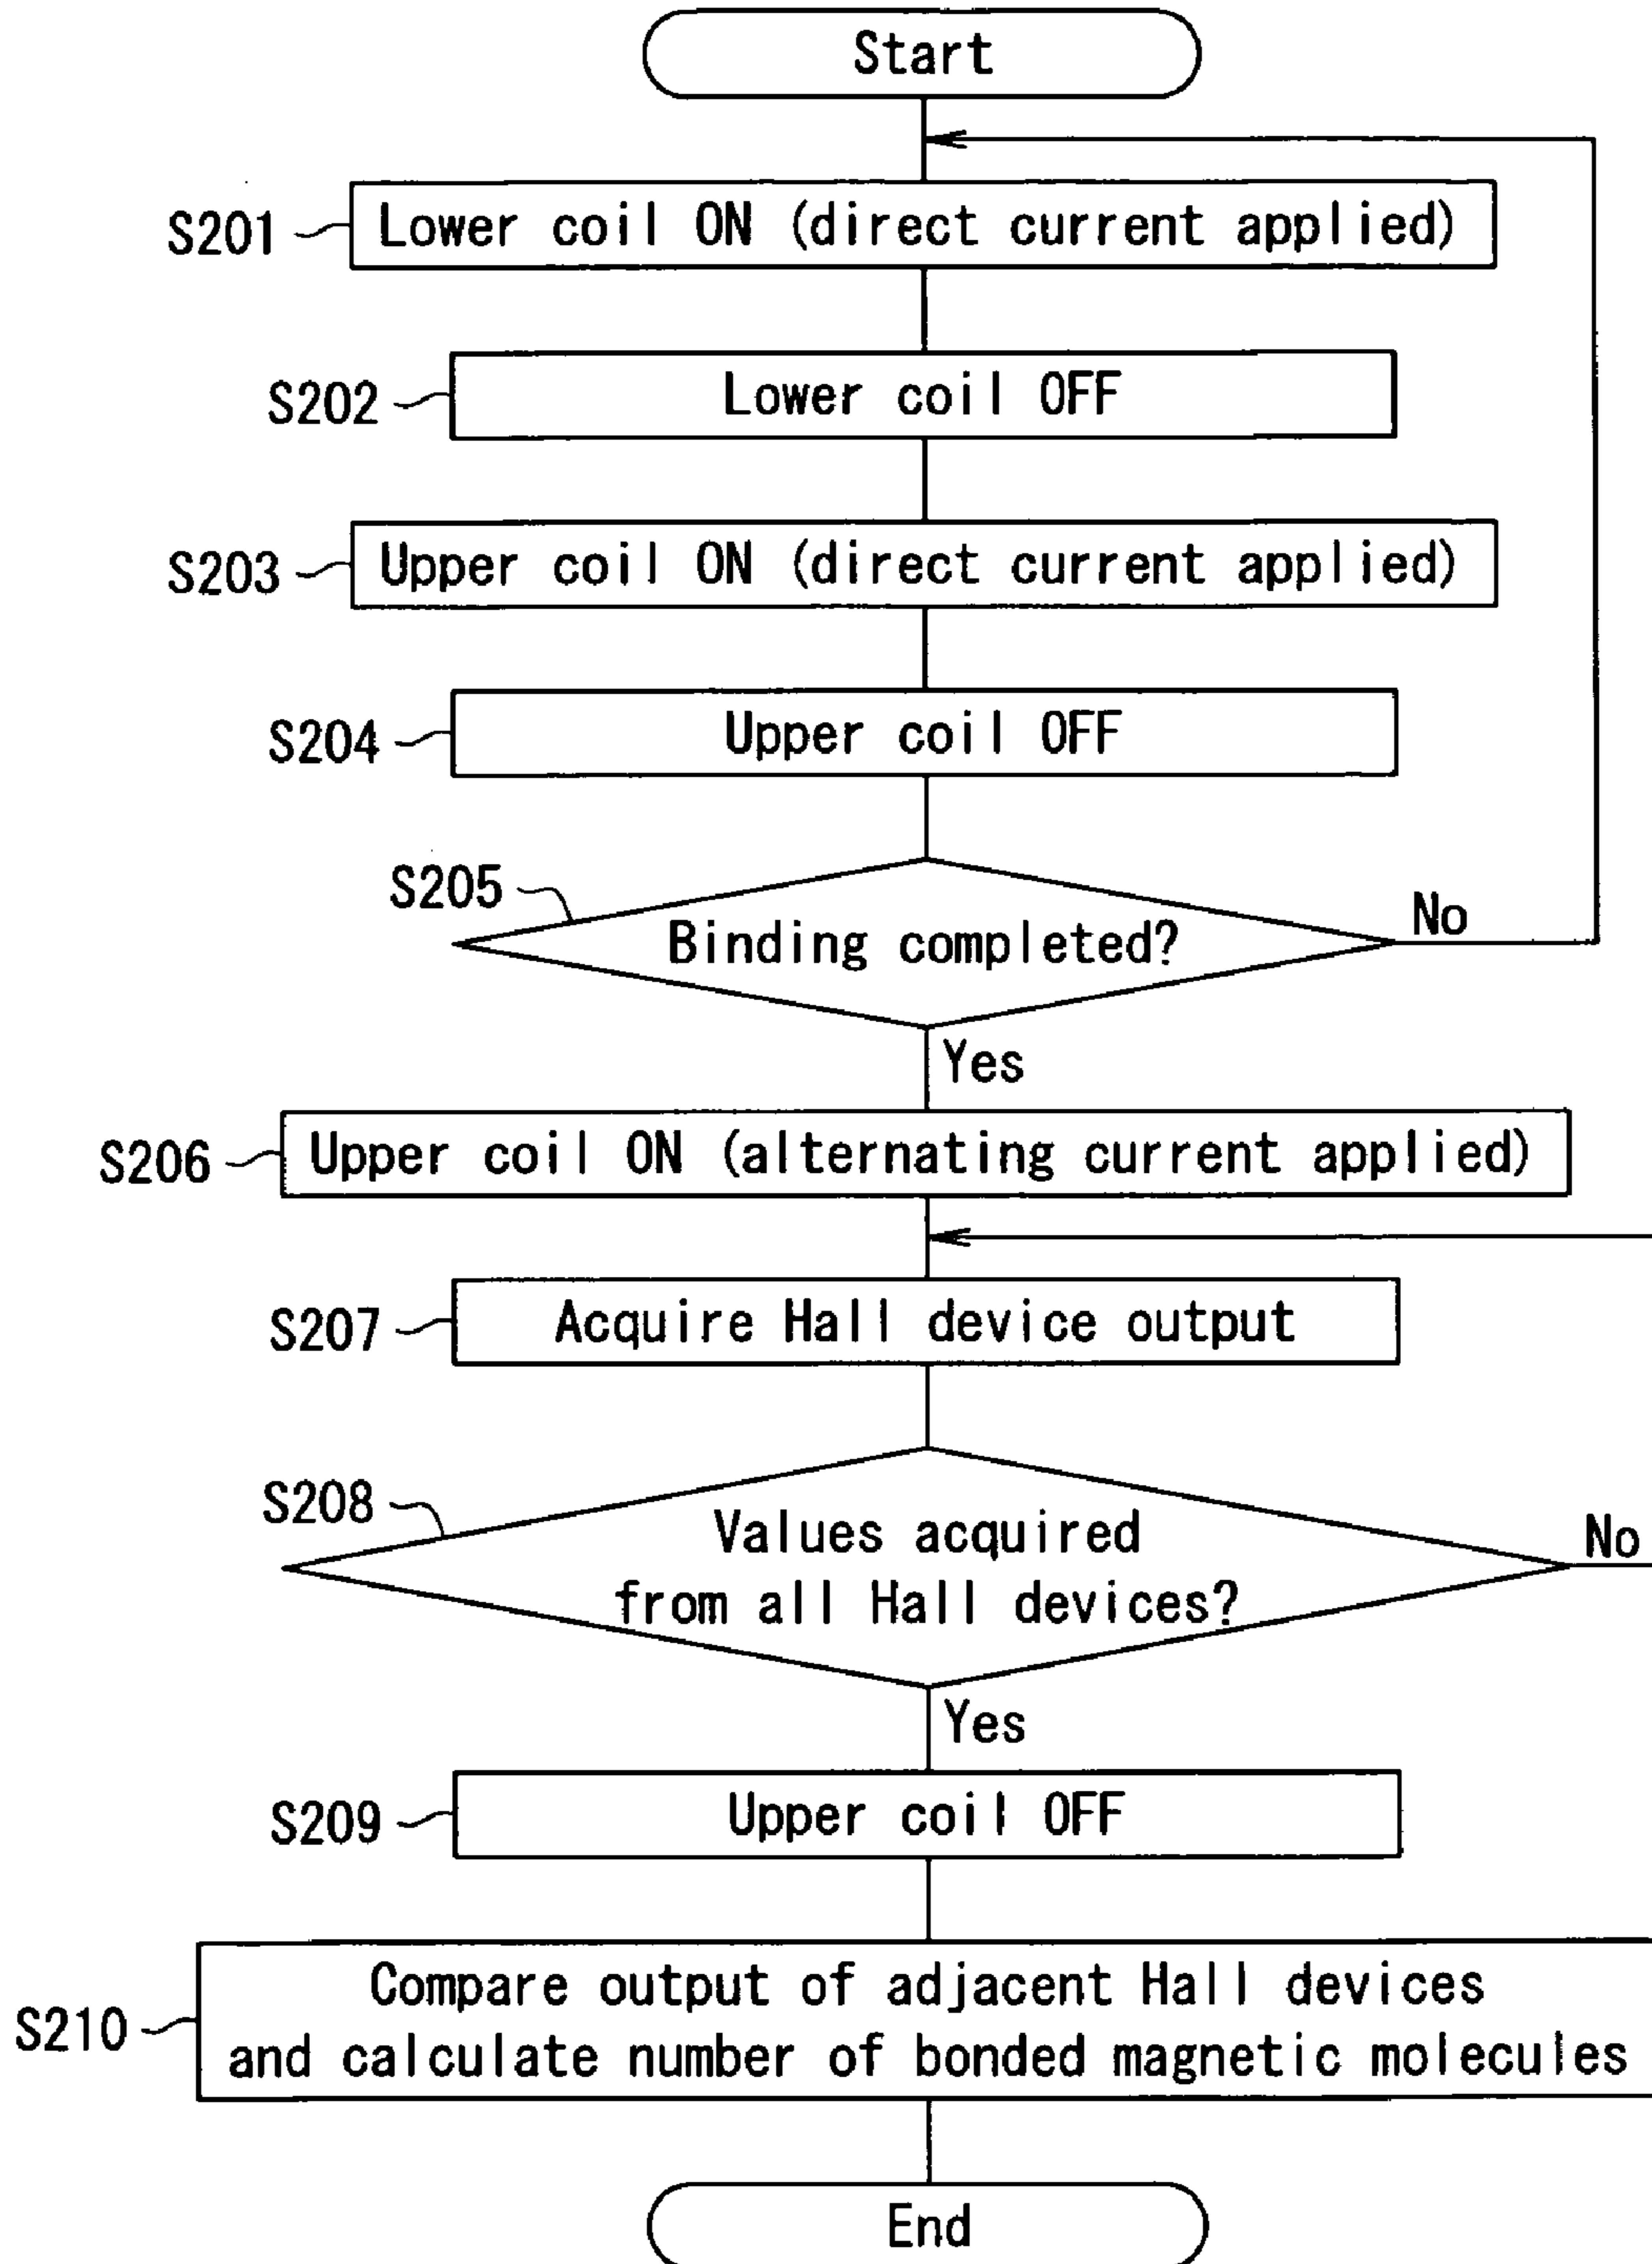 Start
S201
Lower coil ON (direct current applied)
S202
Lower coil OFF
S203
Upper coil ON (direct current applied)
S204
Upper coil OFF
S205
Binding completed?
No
Yes
S206
Upper coil ON (alternating current applied)
S207
Acquire Hall device output
S208
Values acquired
from all Hall devices?
No
Yes
S209
Upper coil OFF
S210
Compare output of adjacent Hall devices
and calculate number of bonded magnetic molecules
End